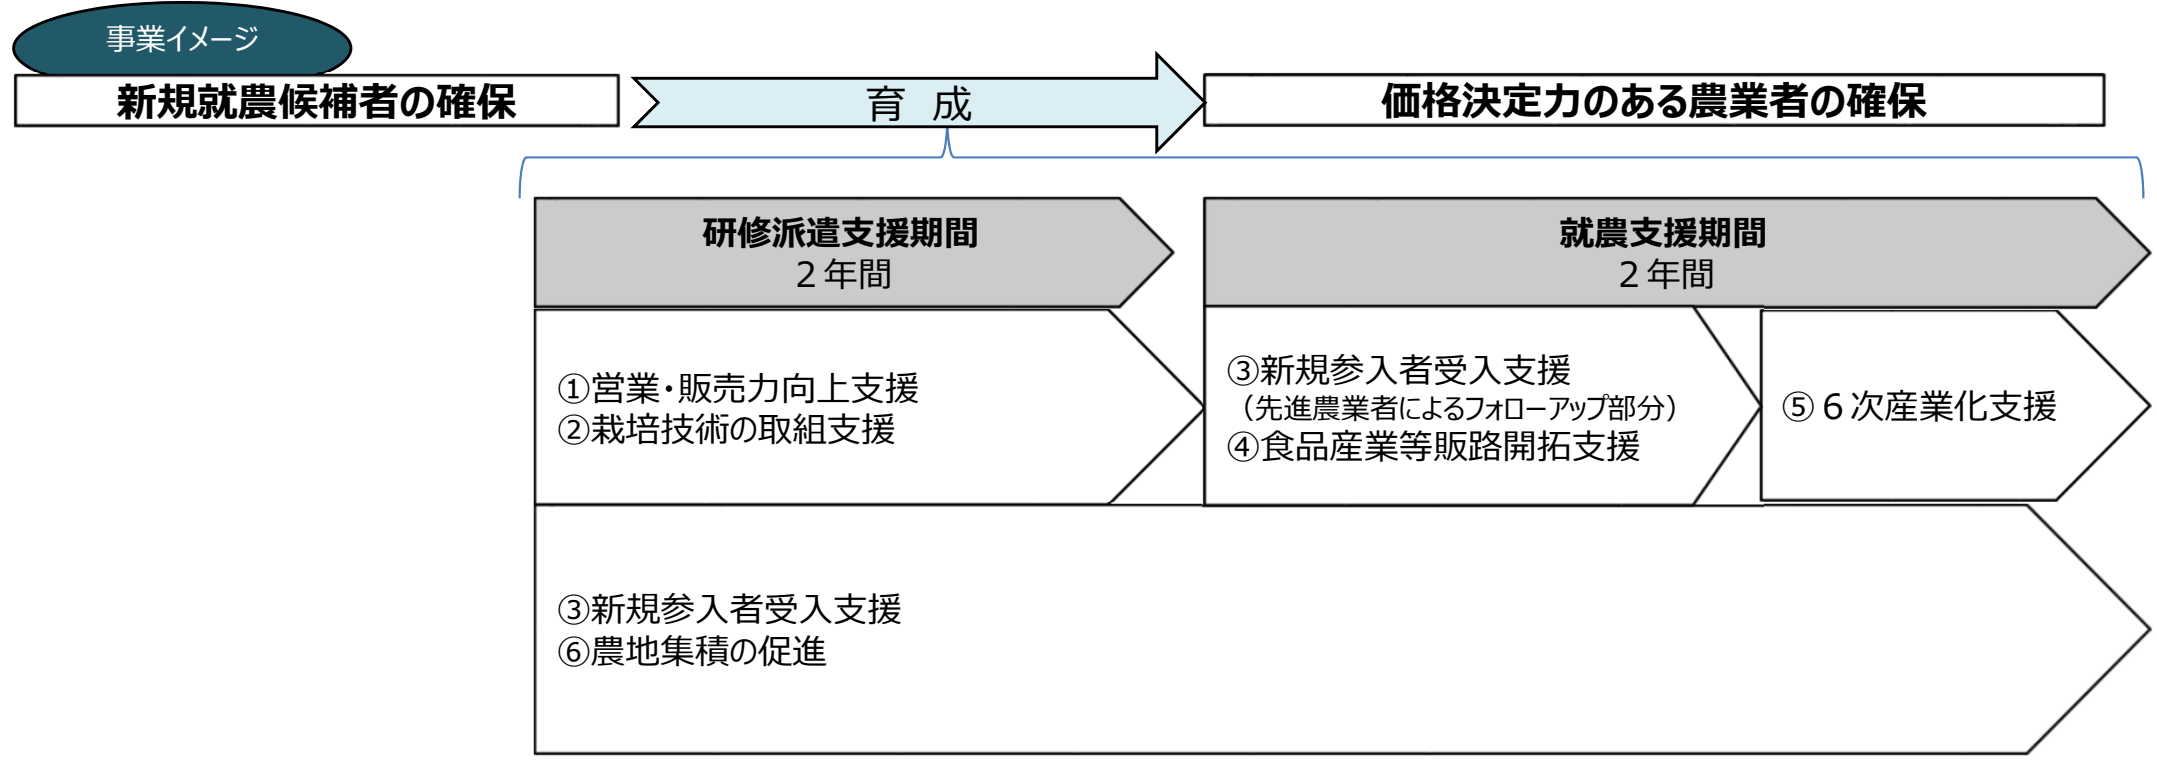 事業イメージ
新規就農候補者の確保
育 成
価格決定力のある農業者の確保
研修派遣支援期間
２年間
就農支援期間
２年間
①営業・販売力向上支援
②栽培技術の取組支援
③新規参入者受入支援
（先進農業者によるフォローアップ部分）
④食品産業等販路開拓支援
⑤６次産業化支援
③新規参入者受入支援
⑥農地集積の促進